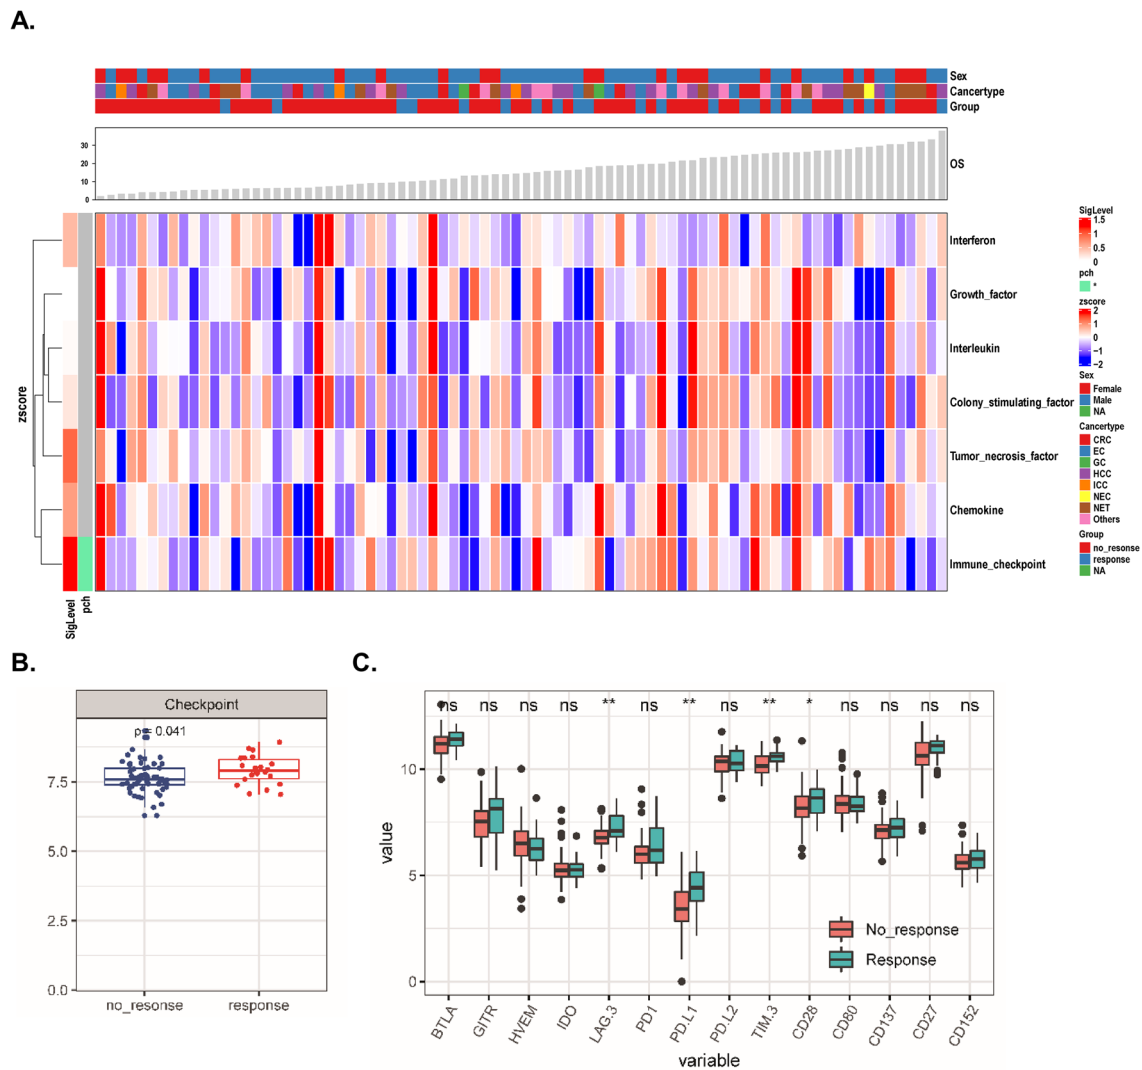 A.
Sex
Cancertype
Group
30
20
10
0
OS
zscore
Interferon
Growth_factor
Interleukin
Colony_stimulating_factor
Tumor_necrosis_factor
Chemokine
Immune_checkpoint
SigLevel
pch
SigLevel
1.5
1
0.5
0
pch
*
zscore
2
1
0
−1
−2
Sex
Female
Male
NA
Cancertype
CRC
EC
GC
HCC
ICC
NEC
NET
Others
Group
no_resonse
response
NA
B.
Checkpoint
p = 0.041
7.5
5.0
2.5
0.0
no_resonse
response
C.
ns ns ns ns ** ns ** ns ** * ns ns ns ns
value
10
5
0
No_response
Response
BTLA
GITR
HVEM
IDO
LAG.3
PD1
PD.L1
PD.L2
TIM.3
CD28
CD80
CD137
CD27
CD152
variable